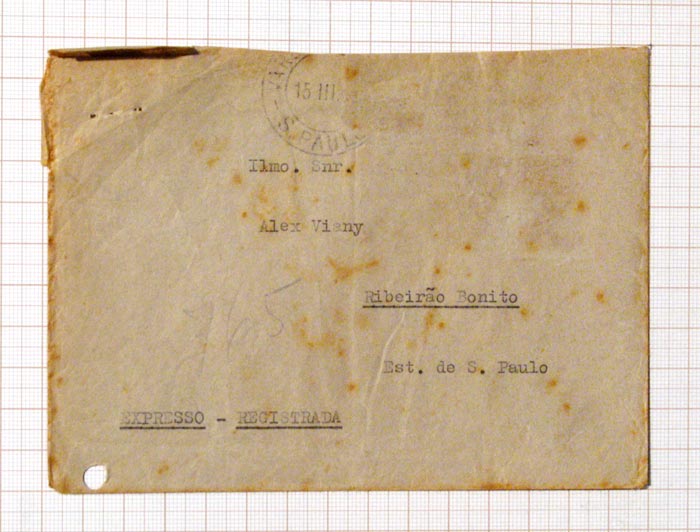 15 III
S. PAULO
Ilmo. Snr.
Alex Viany
Ribeirão Bonito
Est. de S. Paulo
EXPRESSO - REGISTRADA